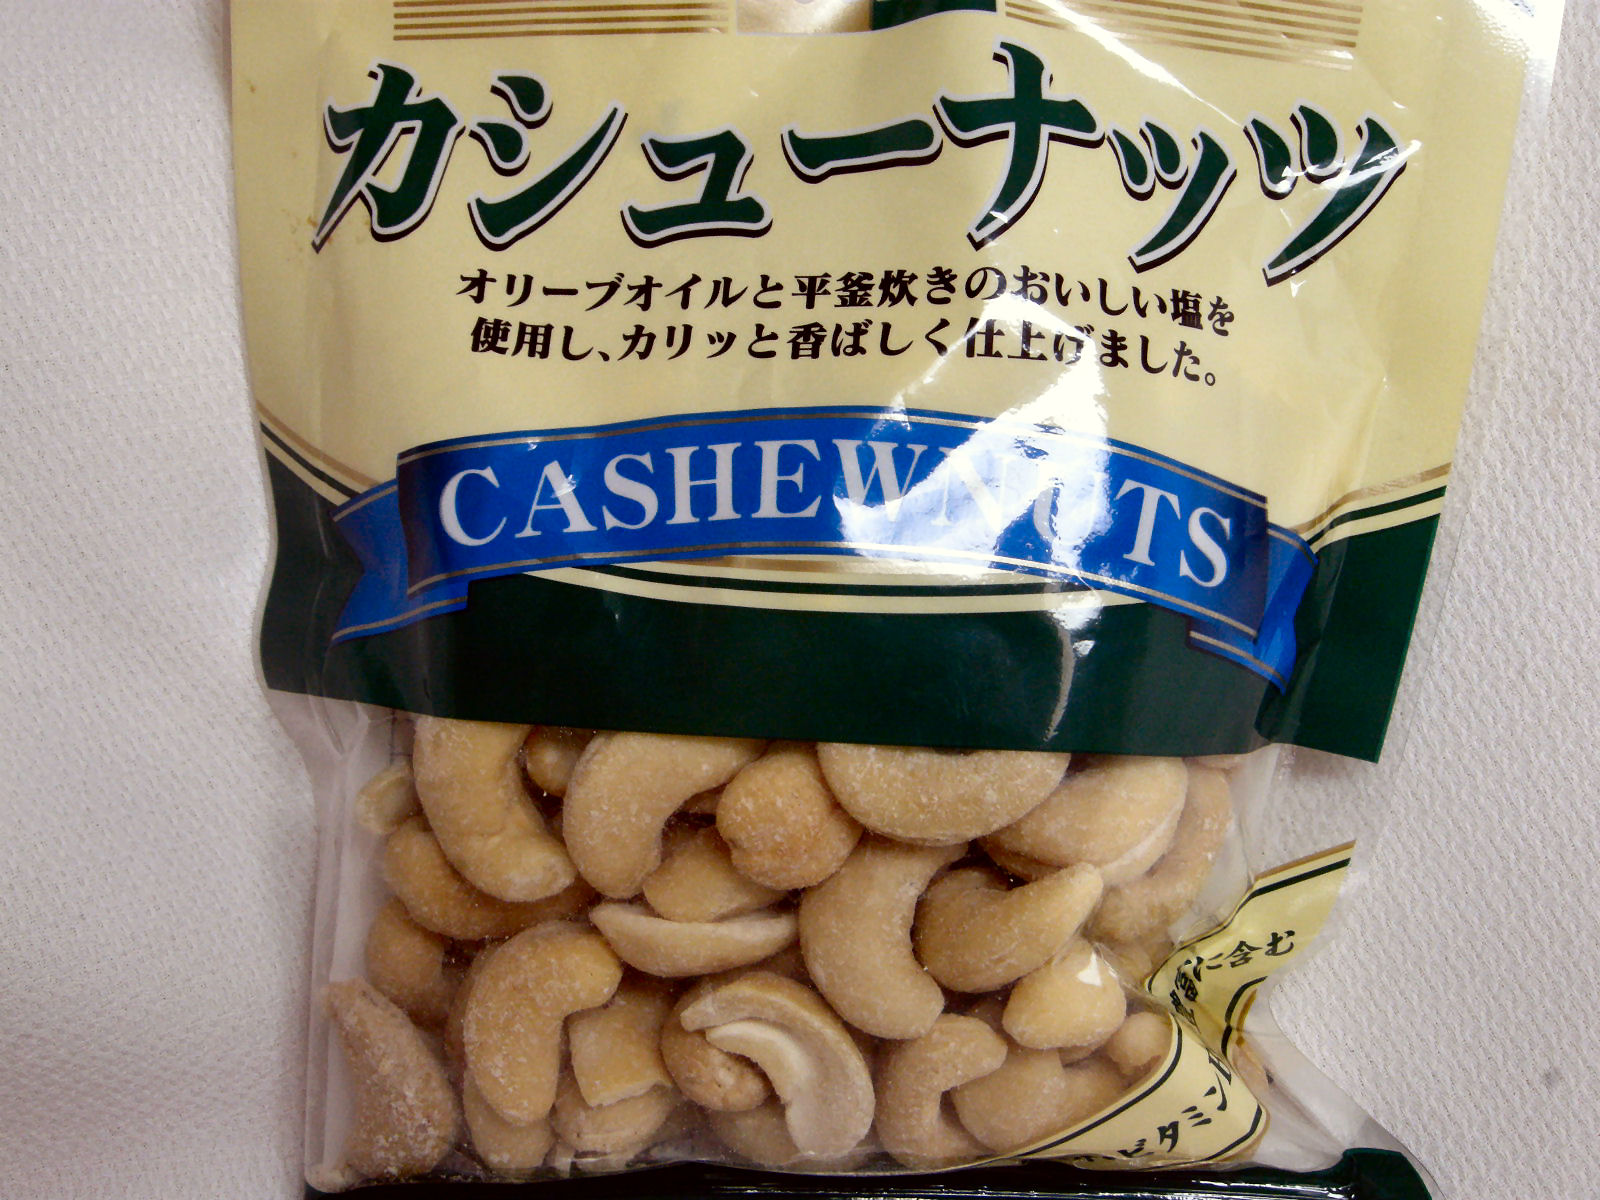 カシューナッツ
オリーブオイルと平釜炊きのおいしい塩を
使用し、カリッと香ばしく仕上げました。
CASHEWNUTS
豊富に含む
ビタミン